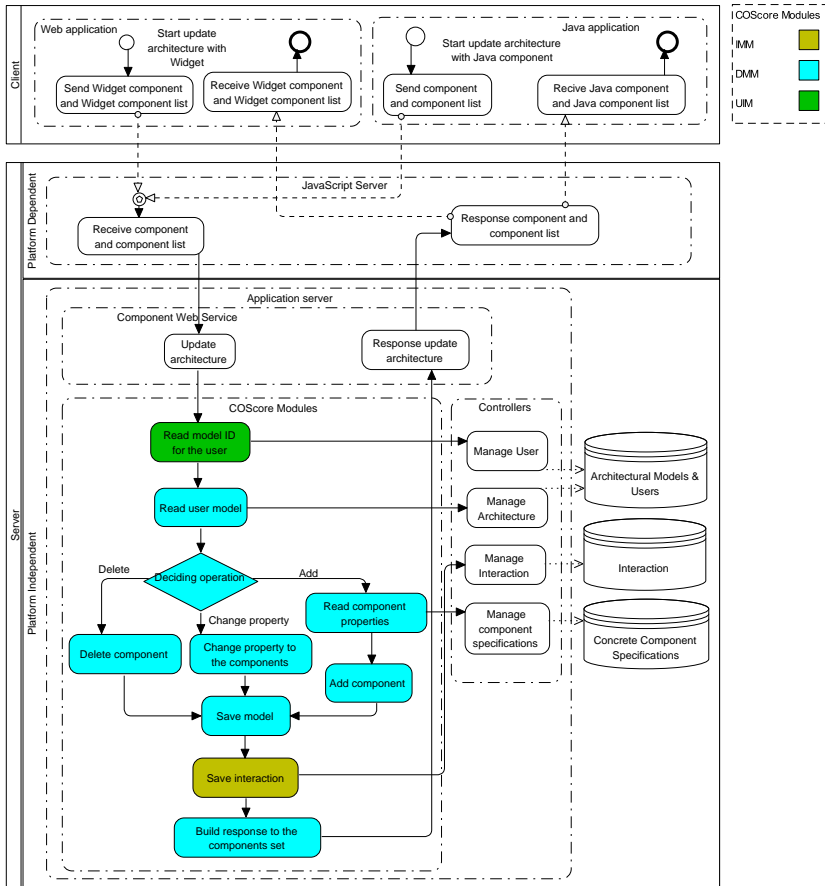 Web application
Start update
architecture with
Widget
Send Widget component
and Widget component list
Receive Widget component
and Widget component list
Java application
Start update architecture
with Java component
Send component
and component list
Recive Java component
and Java component list
Client
COScore Modules
IMM
DMM
UIM
Server
Platform Dependent
JavaScript Server
Receive component
and component list
Response component and
component list
Platform Independent
Application server
Component Web Service
Update
architecture
Response update
architecture
COScore Modules
Controllers
Read model ID
for the user
Manage User
Read user model
Manage
Architecture
Architectural Models &
Users
Deciding operation
Delete
Add
Change property
Manage
Interaction
Interaction
Read component
properties
Manage
component
specifications
Concrete Component
Specifications
Delete component
Change property to
the components
Add component
Save model
Save interaction
Build response to the
components set